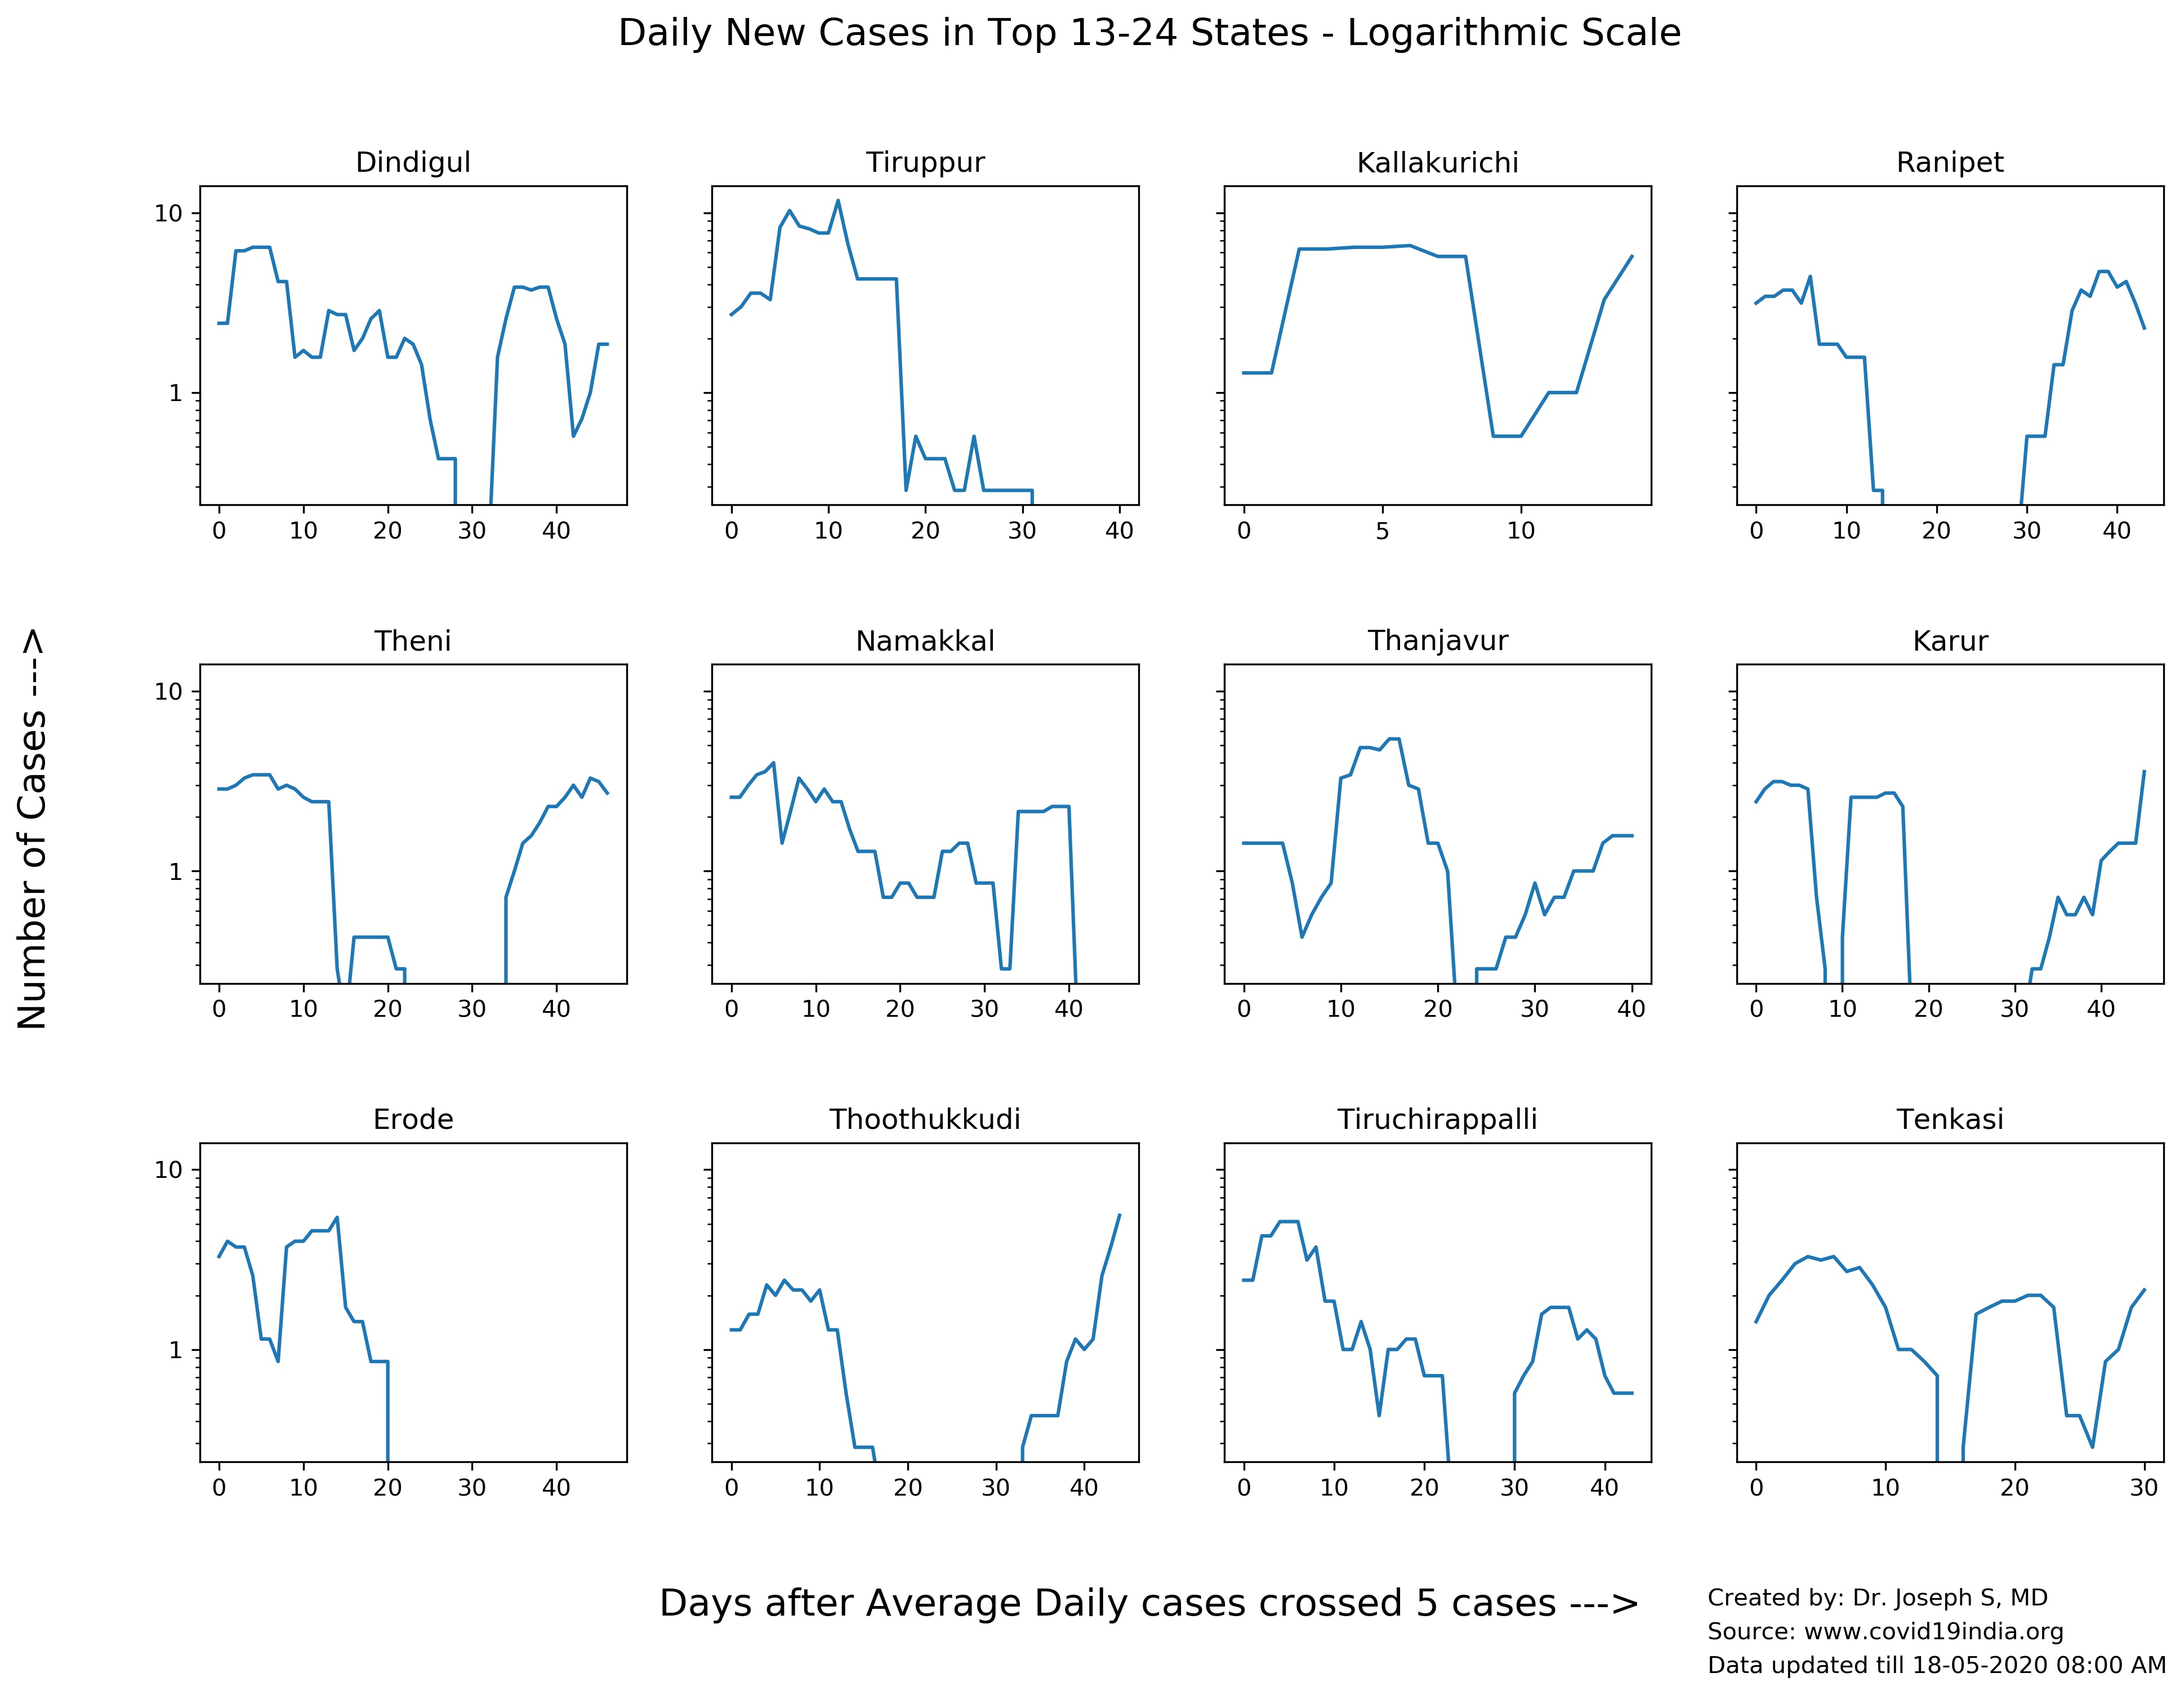 Daily New Cases in Top 13-24 States - Logarithmic Scale
Dindigul Tiruppur Kallakurichi Ranipet
10
1
0 10 20 30 40 0 10 20 30 40 0 5 10 0 10 20 30 40
Theni Namakkal Thanjavur Karur
10
1
0 10 20 30 40 0 10 20 30 40 0 10 20 30 40 0 10 20 30 40
Number of Cases --->
Erode Thoothukkudi Tiruchirappalli Tenkasi
10
1
0 10 20 30 40 0 10 20 30 40 0 10 20 30 40 0 10 20 30
Days after Average Daily cases crossed 5 cases --->
Created by: Dr. Joseph S, MD
Source: www.covid19india.org
Data updated till 18-05-2020 08:00 AM